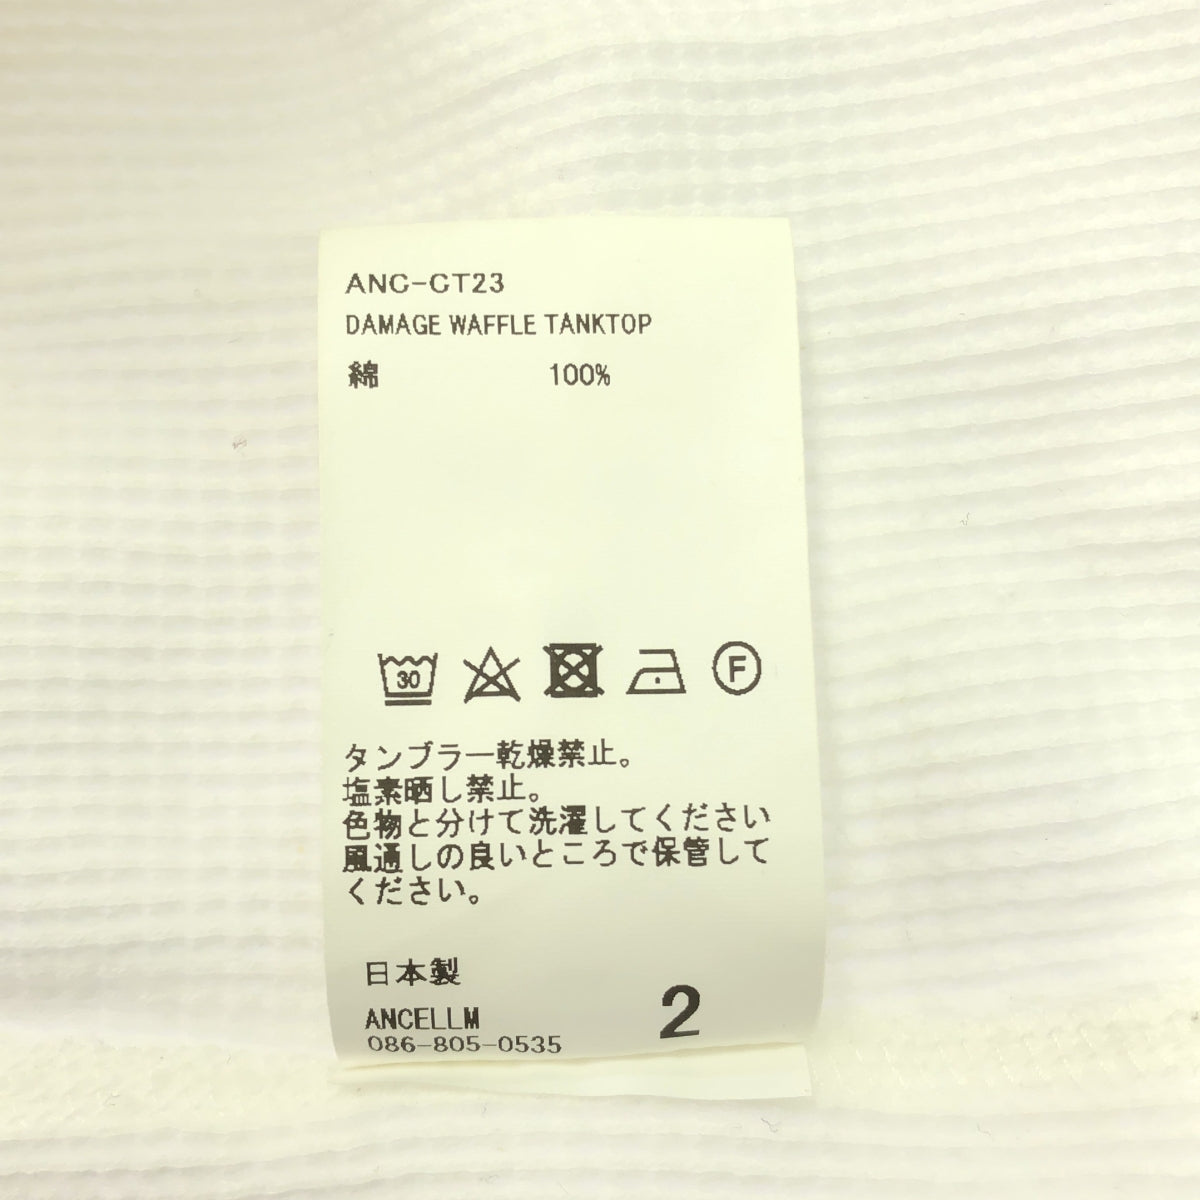 ANC-CT23
DAMAGE WAFFLE TANKTOP
綿 100%
30 F
タンブラー乾燥禁止。
塩素晒し禁止。
色物と分けて洗濯してください
風通しの良いところで保管して
ください。
日本製
ANCELLM 2
086-805-0535